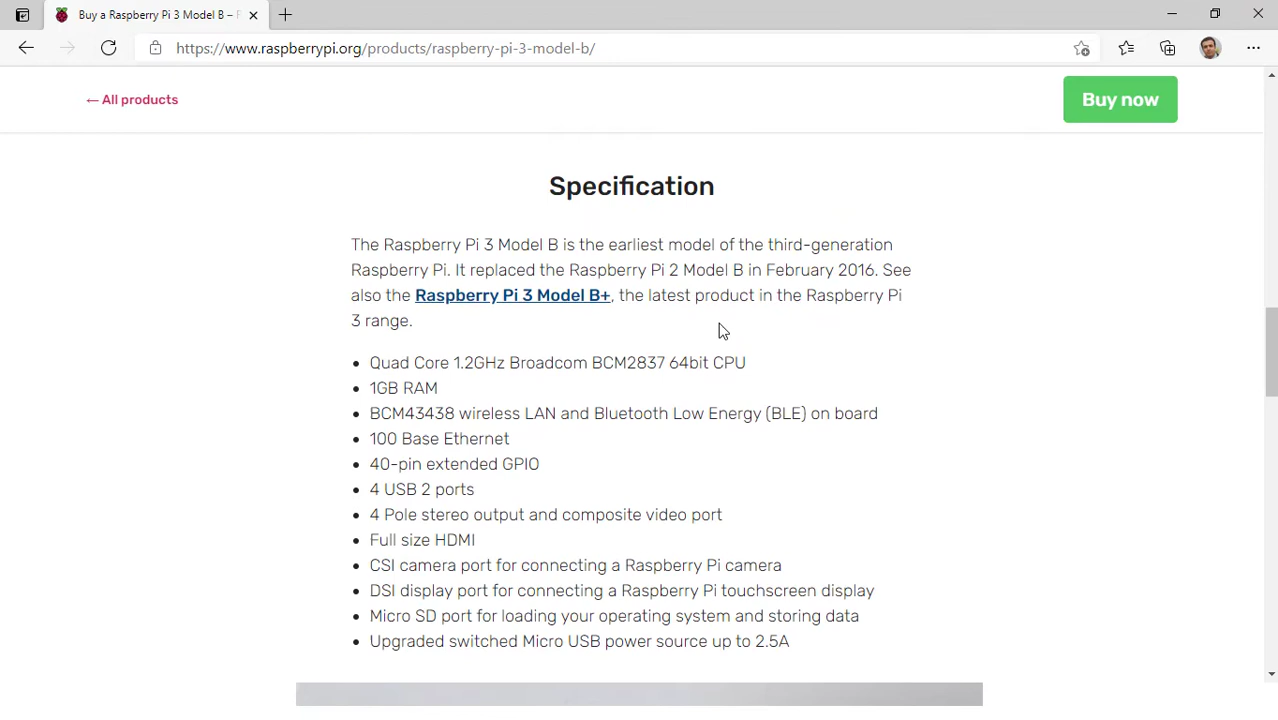 Buy a Raspberry Pi 3 Model B –
https://www.raspberrypi.org/products/raspberry-pi-3-model-b/
← All products
Buy now
Specification
The Raspberry Pi 3 Model B is the earliest model of the third-generation
Raspberry Pi. It replaced the Raspberry Pi 2 Model B in February 2016. See
also the Raspberry Pi 3 Model B+, the latest product in the Raspberry Pi
3 range.
• Quad Core 1.2GHz Broadcom BCM2837 64bit CPU
• 1GB RAM
• BCM43438 wireless LAN and Bluetooth Low Energy (BLE) on board
• 100 Base Ethernet
• 40-pin extended GPIO
• 4 USB 2 ports
• 4 Pole stereo output and composite video port
• Full size HDMI
• CSI camera port for connecting a Raspberry Pi camera
• DSI display port for connecting a Raspberry Pi touchscreen display
• Micro SD port for loading your operating system and storing data
• Upgraded switched Micro USB power source up to 2.5A